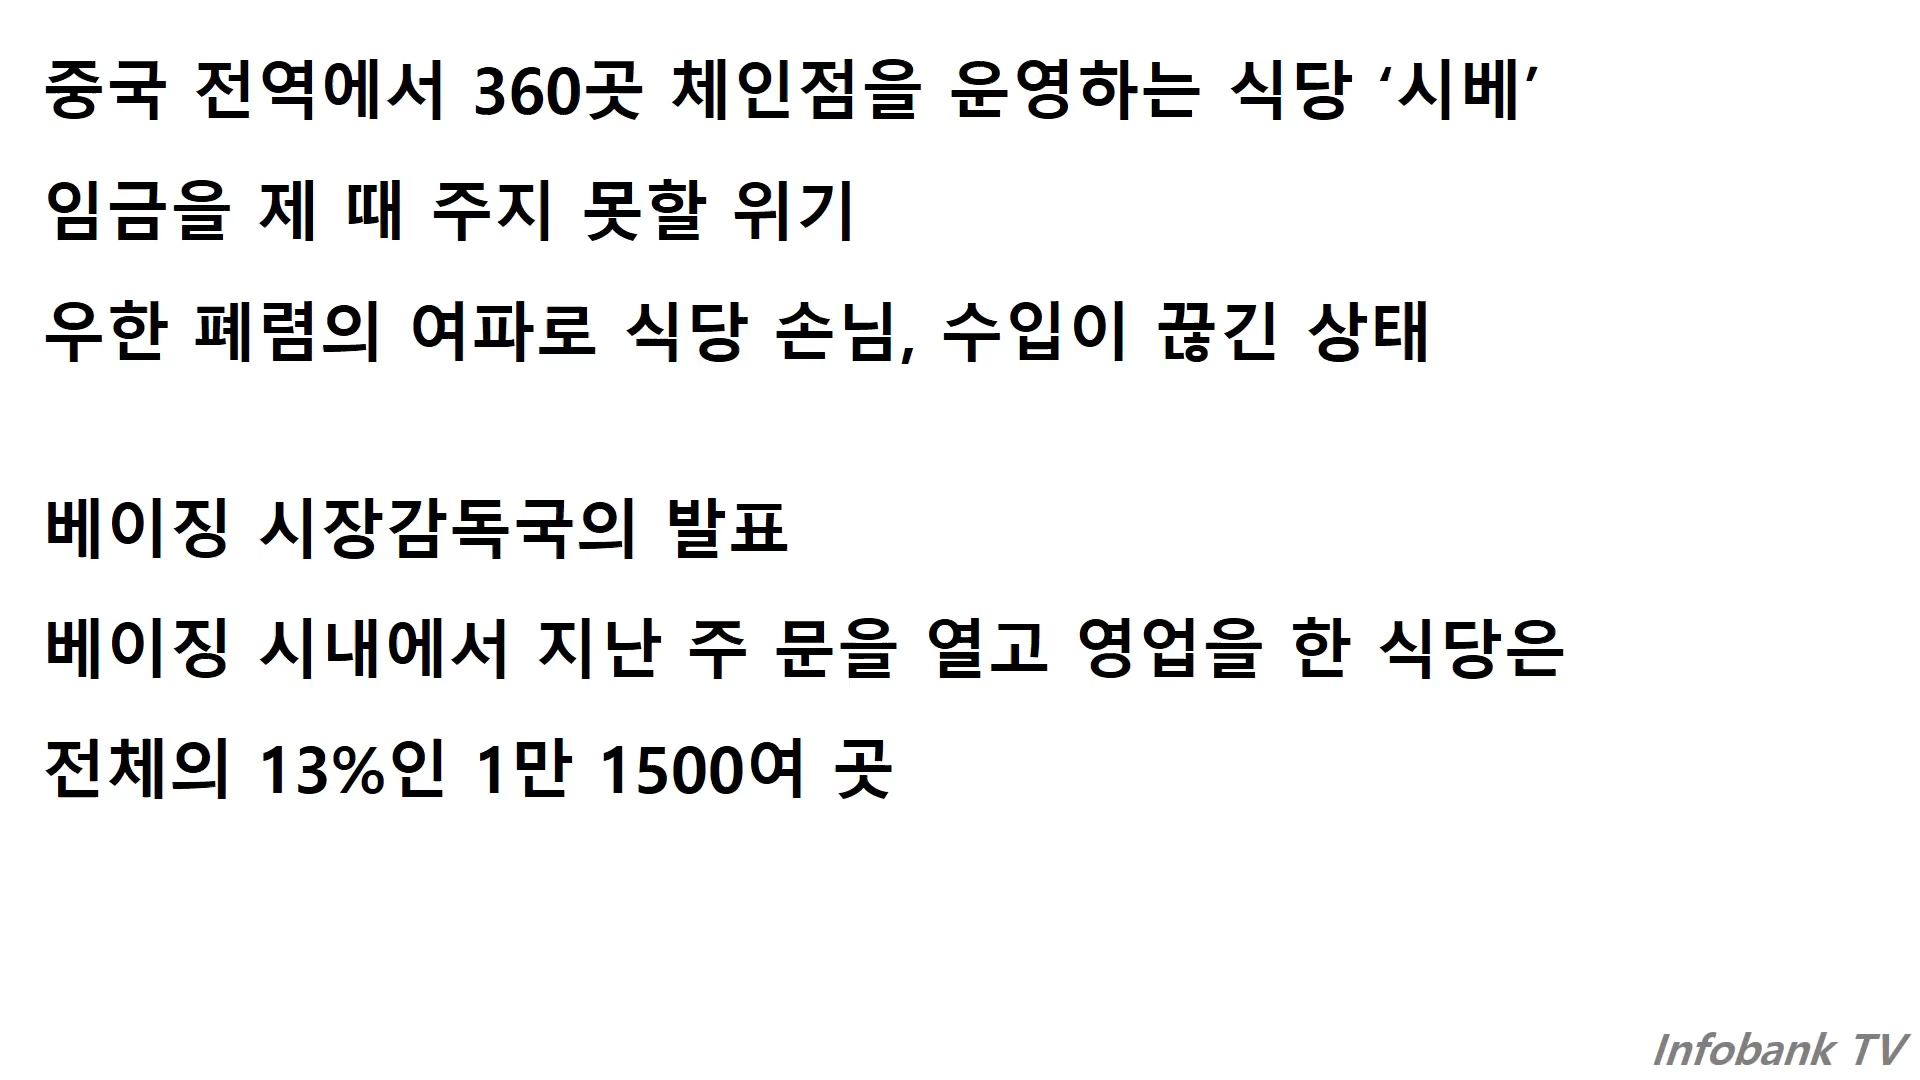 중국 전역에서 360곳 체인점을 운영하는 식당 ‘시베’
임금을 제 때 주지 못할 위기
우한 폐렴의 여파로 식당 손님, 수입이 끊긴 상태
베이징 시장감독국의 발표
베이징 시내에서 지난 주 문을 열고 영업을 한 식당은
전체의 13%인 1만 1500여 곳
Infobank TV